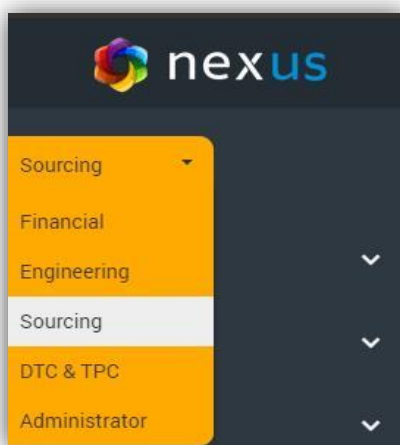 nexus
Sourcing
Financial
Engineering
Sourcing
DTC & TPC
Administrator